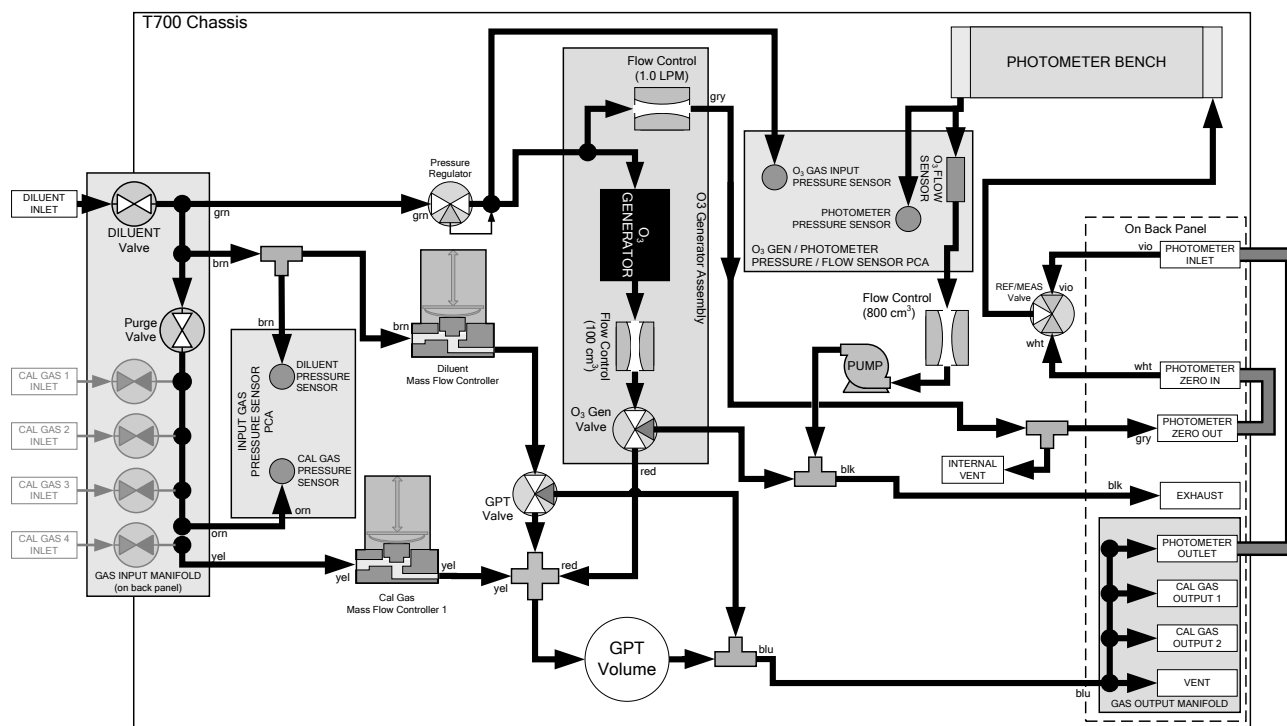 T700 Chassis
Flow Control
(1.0 LPM)
gry
PHOTOMETER BENCH
Pressure
Regulator
DILUENT
INLET
DILUENT
Valve
grn
grn
O3
GENERATOR
O3 Generator Assembly
O3 GAS INPUT
PRESSURE SENSOR
O3 FLOW
SENSOR
PHOTOMETER
PRESSURE SENSOR
O3 GEN / PHOTOMETER
PRESSURE / FLOW SENSOR PCA
On Back Panel
vio
PHOTOMETER
INLET
REF/MEAS
Valve
vio
wht
brn
Purge
Valve
brn
brn
Diluent
Mass Flow Controller
Flow Control
(100 cm3)
Flow Control
(800 cm3)
PUMP
wht
PHOTOMETER
ZERO IN
CAL GAS 1
INLET
DILUENT
PRESSURE
SENSOR
INPUT GAS
PRESSURE SENSOR
PCA
O3 Gen
Valve
gry
PHOTOMETER
ZERO OUT
CAL GAS 2
INLET
CAL GAS
PRESSURE
SENSOR
INTERNAL
VENT
red
blk
blk
EXHAUST
CAL GAS 3
INLET
GPT
Valve
orn
orn
CAL GAS 4
INLET
yel
yel
yel
yel
red
GAS INPUT MANIFOLD
(on back panel)
Cal Gas
Mass Flow Controller 1
PHOTOMETER
OUTLET
CAL GAS
OUTPUT 1
CAL GAS
OUTPUT 2
GPT
Volume
blu
blu
VENT
GAS OUTPUT MANIFOLD